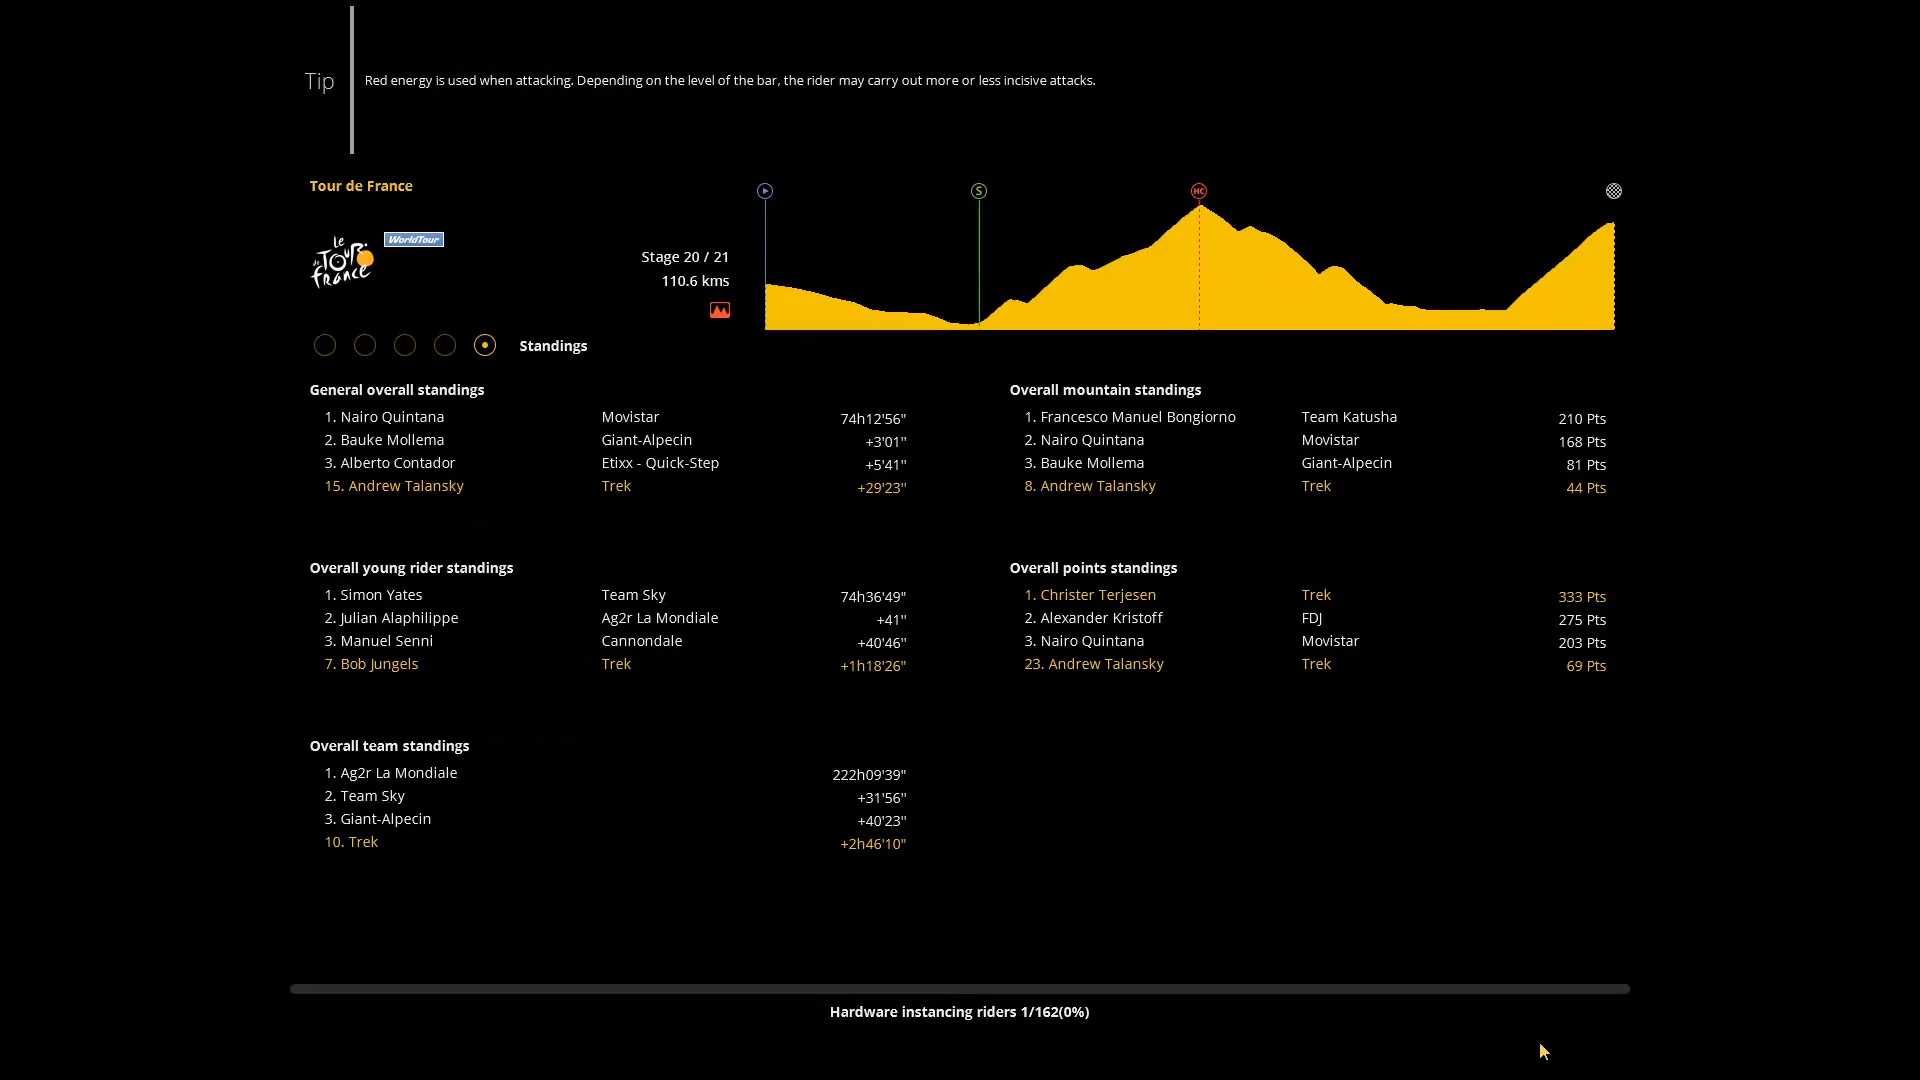 Tip
Red energy is used when attacking. Depending on the level of the bar, the rider may carry out more or less incisive attacks.
Tour de France
S
HC
WorldTour
le TOUR de france
Stage 20 / 21
110.6 kms
Standings
General overall standings
1. Nairo Quintana Movistar 74h12'56"
2. Bauke Mollema Giant-Alpecin +3'01"
3. Alberto Contador Etixx - Quick-Step +5'41"
15. Andrew Talansky Trek +29'23"
Overall mountain standings
1. Francesco Manuel Bongiorno Team Katusha 210 Pts
2. Nairo Quintana Movistar 168 Pts
3. Bauke Mollema Giant-Alpecin 81 Pts
8. Andrew Talansky Trek 44 Pts
Overall young rider standings
1. Simon Yates Team Sky 74h36'49"
2. Julian Alaphilippe Ag2r La Mondiale +41"
3. Manuel Senni Cannondale +40'46"
7. Bob Jungels Trek +1h18'26"
Overall points standings
1. Christer Terjesen Trek 333 Pts
2. Alexander Kristoff FDJ 275 Pts
3. Nairo Quintana Movistar 203 Pts
23. Andrew Talansky Trek 69 Pts
Overall team standings
1. Ag2r La Mondiale 222h09'39"
2. Team Sky +31'56"
3. Giant-Alpecin +40'23"
10. Trek +2h46'10"
Hardware instancing riders 1/162(0%)